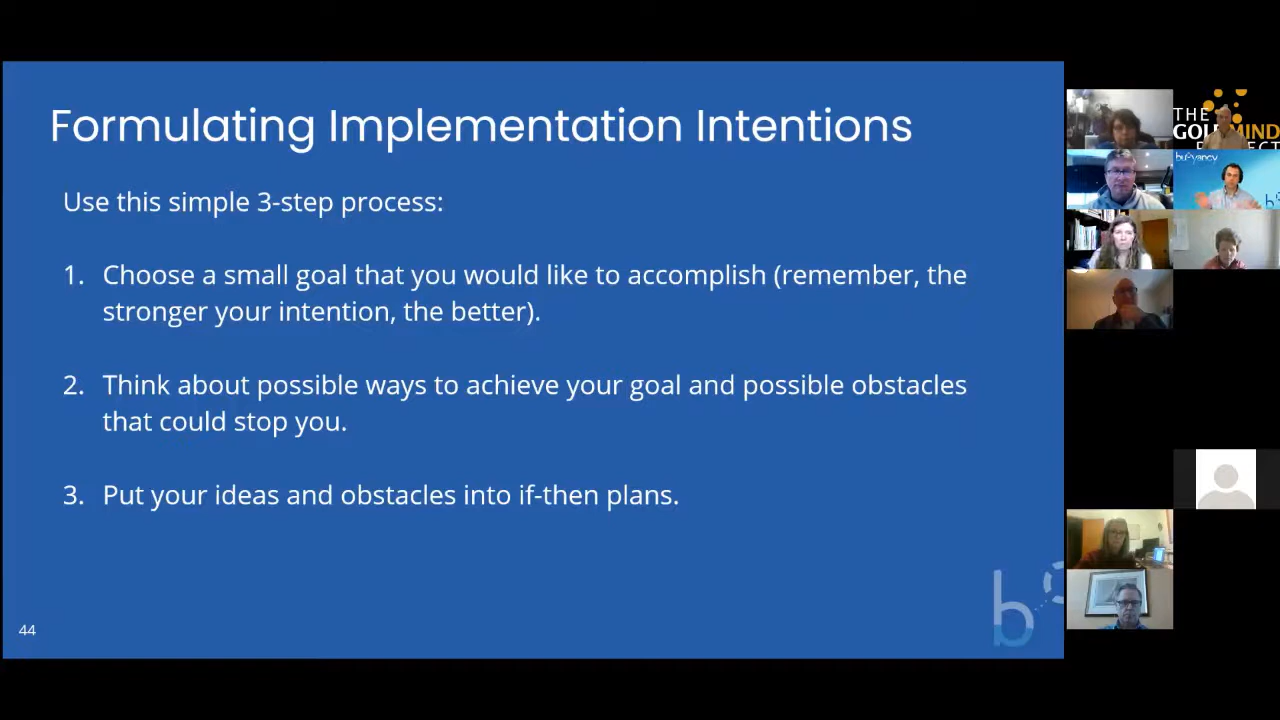 Formulating Implementation Intentions
Use this simple 3-step process:
1. Choose a small goal that you would like to accomplish (remember, the
stronger your intention, the better).
2. Think about possible ways to achieve your goal and possible obstacles
that could stop you.
3. Put your ideas and obstacles into if-then plans.
44
b
THE
MIND
buoyancy
b